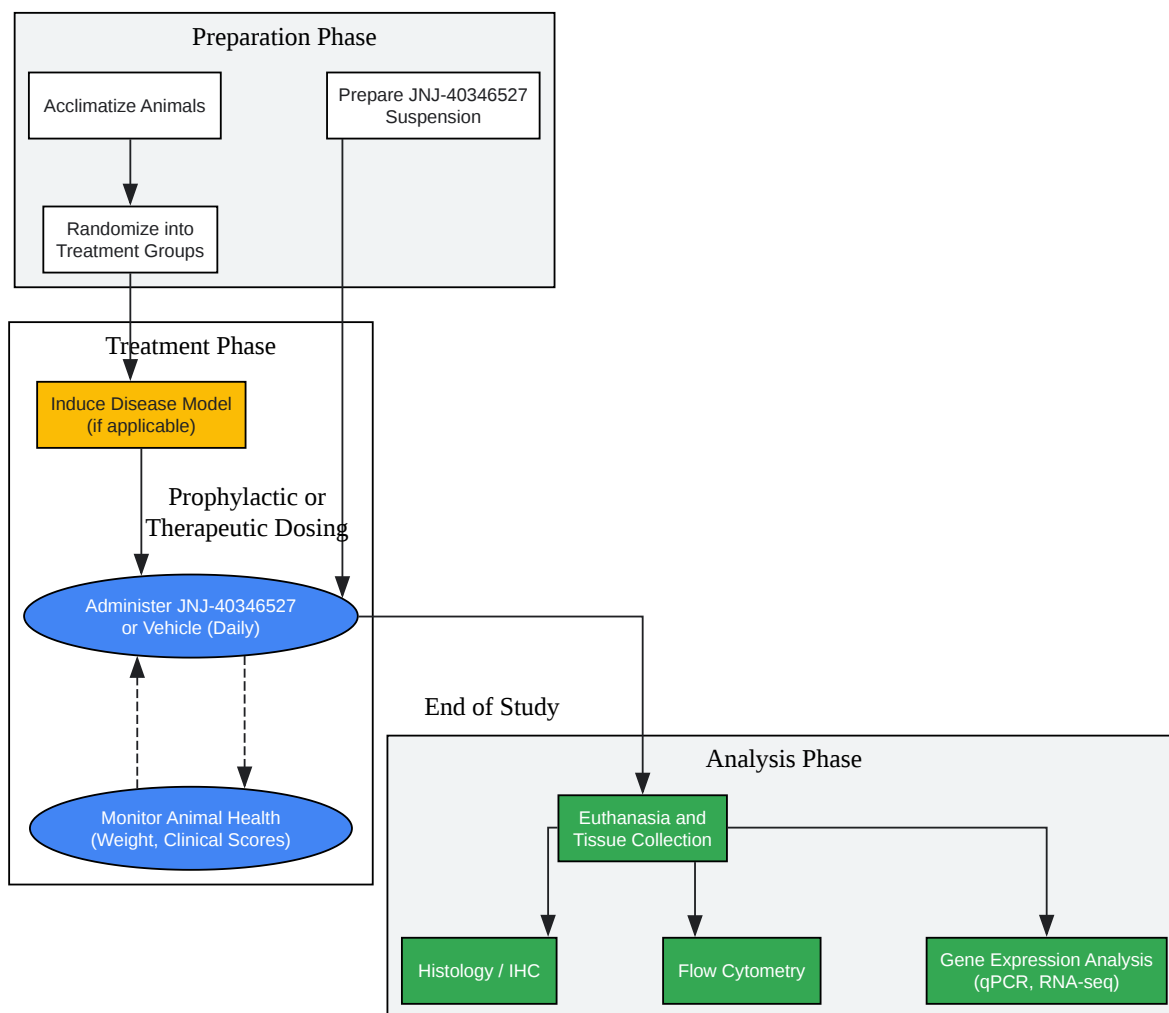 Preparation Phase
Acclimatize Animals
Prepare JNJ-40346527
Suspension
Randomize into
Treatment Groups
Treatment Phase
Induce Disease Model
(if applicable)
Prophylactic or
Therapeutic Dosing
Administer JNJ-40346527
or Vehicle (Daily)
Monitor Animal Health
(Weight, Clinical Scores)
End of Study
Analysis Phase
Euthanasia and
Tissue Collection
Histology / IHC
Flow Cytometry
Gene Expression Analysis
(qPCR, RNA-seq)